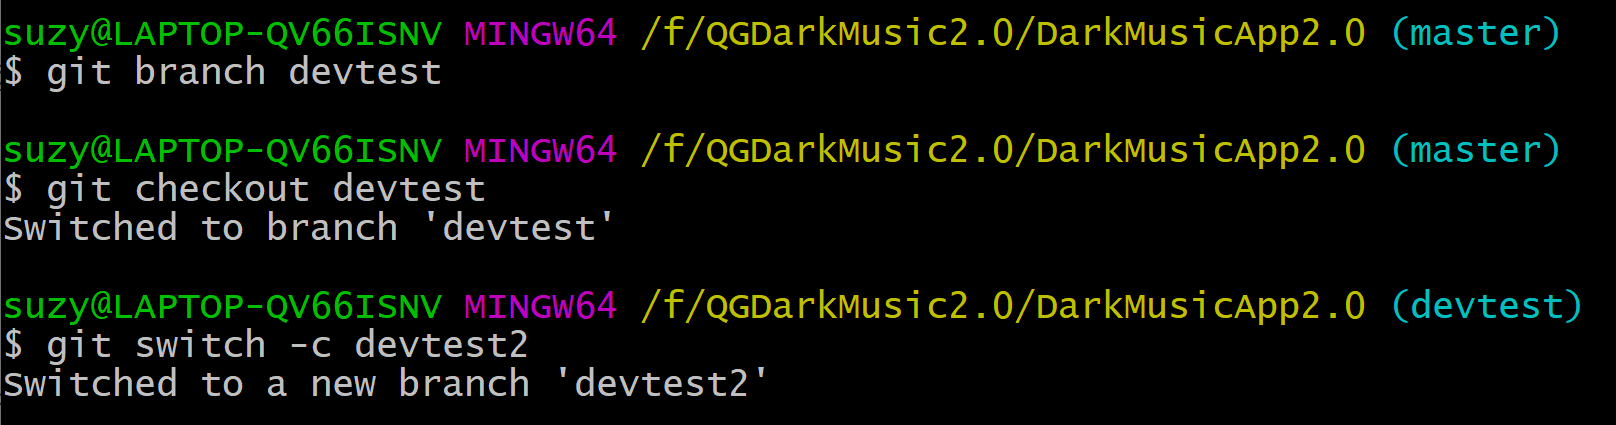 suzy@LAPTOP-QV66ISNV MINGW64 /f/QGDarkMusic2.0/DarkMusicApp2.0 (master)
$ git branch devtest
suzy@LAPTOP-QV66ISNV MINGW64 /f/QGDarkMusic2.0/DarkMusicApp2.0 (master)
$ git checkout devtest
Switched to branch 'devtest'
suzy@LAPTOP-QV66ISNV MINGW64 /f/QGDarkMusic2.0/DarkMusicApp2.0 (devtest)
$ git switch -c devtest2
Switched to a new branch 'devtest2'